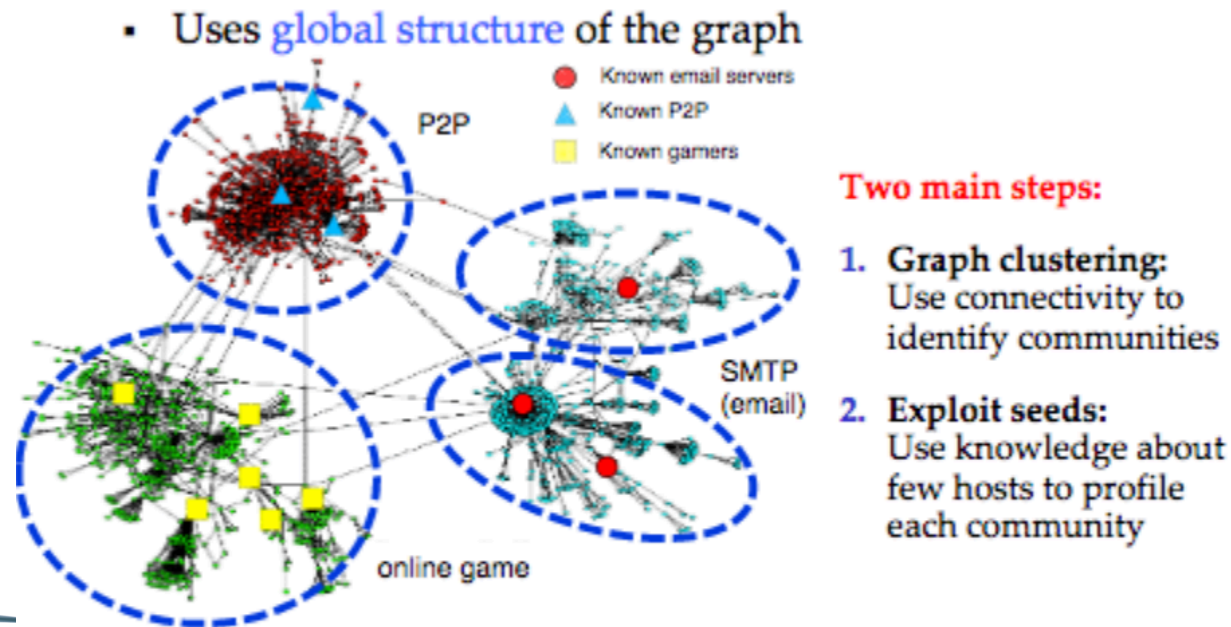 ▪ Uses global structure of the graph
Known email servers
Known P2P
Known gamers
P2P
SMTP
(email)
online game
Two main steps:
1. Graph clustering:
Use connectivity to
identify communities
2. Exploit seeds:
Use knowledge about
few hosts to profile
each community